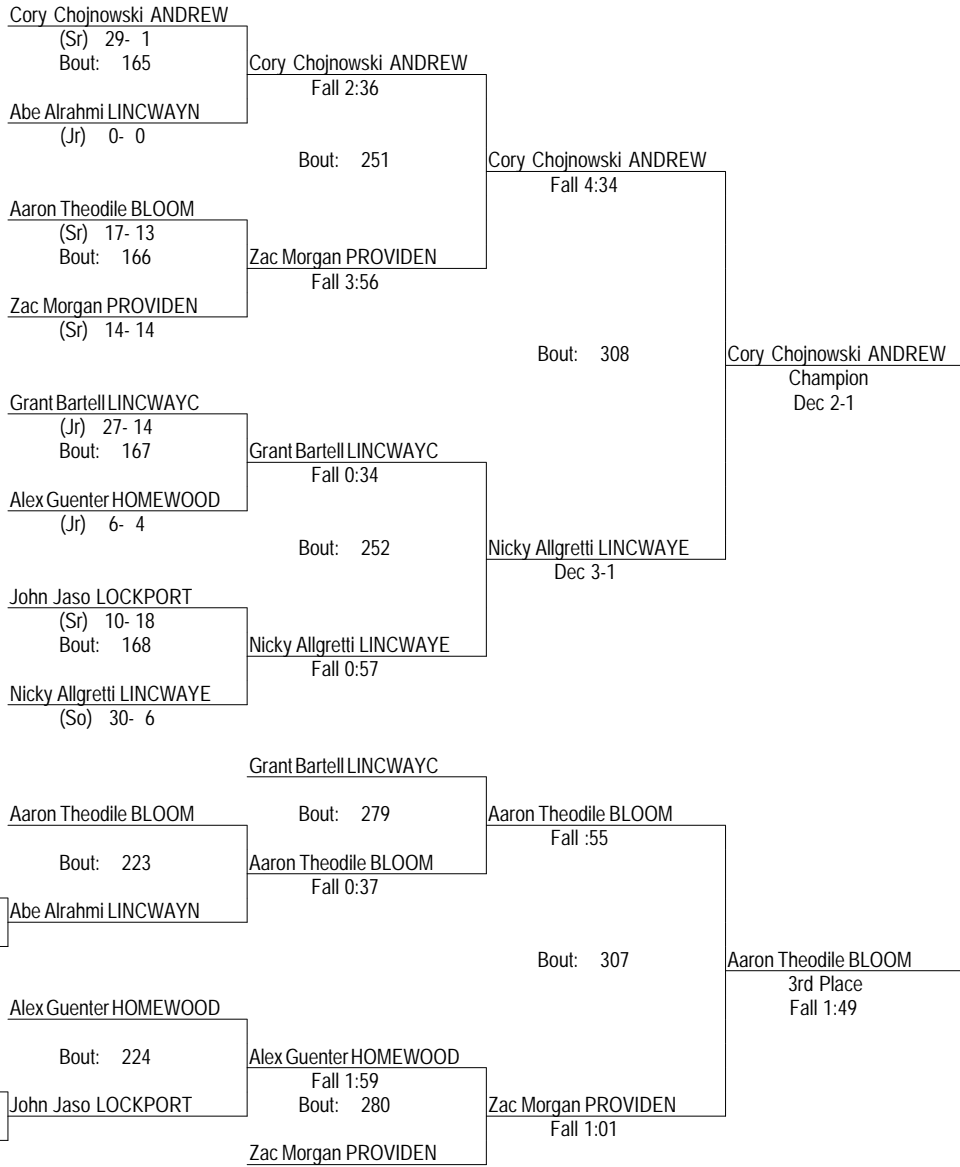 Cory Chojnowski ANDREW
(Sr) 29- 1
Bout: 165
Cory Chojnowski ANDREW
Fall 2:36
Abe Alrahmi LINCWAYN
(Jr) 0- 0
Bout: 251
Cory Chojnowski ANDREW
Fall 4:34
Aaron Theodile BLOOM
(Sr) 17- 13
Bout: 166
Zac Morgan PROVIDEN
Fall 3:56
Zac Morgan PROVIDEN
(Sr) 14- 14
Bout: 308
Cory Chojnowski ANDREW
Champion
Dec 2-1
Grant Bartell LINCWAYC
(Jr) 27- 14
Bout: 167
Grant Bartell LINCWAYC
Fall 0:34
Alex Guenter HOMEWOOD
(Jr) 6- 4
Bout: 252
Nicky Allgretti LINCWAYE
Dec 3-1
John Jaso LOCKPORT
(Sr) 10- 18
Bout: 168
Nicky Allgretti LINCWAYE
Fall 0:57
Nicky Allgretti LINCWAYE
(So) 30- 6
Grant Bartell LINCWAYC
Aaron Theodile BLOOM
Bout: 279
Aaron Theodile BLOOM
Fall :55
Bout: 223
Aaron Theodile BLOOM
Fall 0:37
Abe Alrahmi LINCWAYN
Bout: 307
Aaron Theodile BLOOM
3rd Place
Fall 1:49
Alex Guenter HOMEWOOD
Bout: 224
Alex Guenter HOMEWOOD
Fall 1:59
John Jaso LOCKPORT
Bout: 280
Zac Morgan PROVIDEN
Fall 1:01
Zac Morgan PROVIDEN